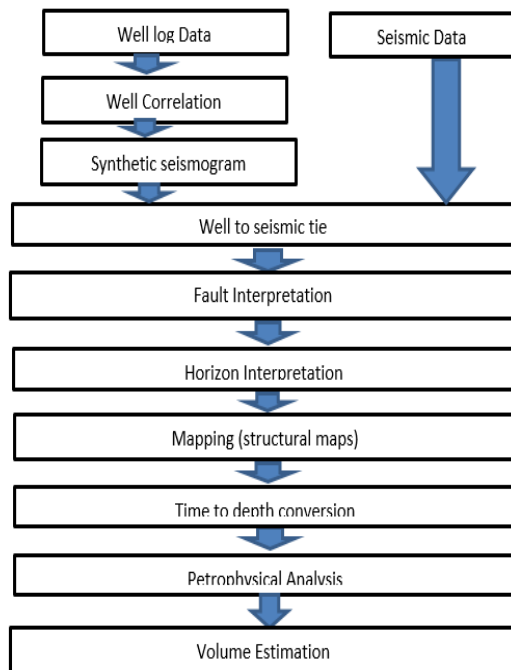 Well log Data
Seismic Data
Well Correlation
Synthetic seismogram
Well to seismic tie
Fault Interpretation
Horizon Interpretation
Mapping (structural maps)
Time to depth conversion
Petrophysical Analysis
Volume Estimation